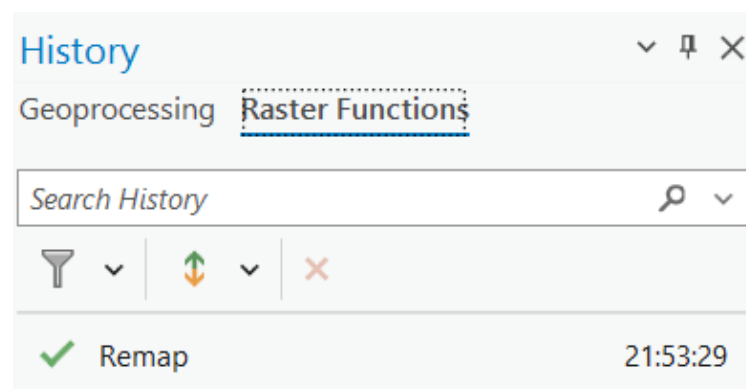 History
Geoprocessing Raster Functions
Search History
Remap 21:53:29